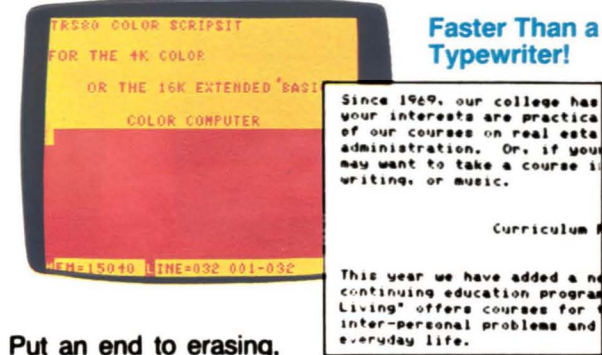 TRS80 COLOR SCRIPSIT
FOR THE 4K COLOR
OR THE 16K EXTENDED BASI
COLOR COMPUTER
MEM=15040 LINE=032 001-032
Faster Than a
Typewriter!
Since 1969, our college has
your interests are practica
of our courses on real esta
administration. Or, if you
may want to take a course i
writing, or music.
Curriculum
This year we have added a n
continuing education program
Living" offers courses for
inter-personal problems and
everyday life.
Put an end to erasing,